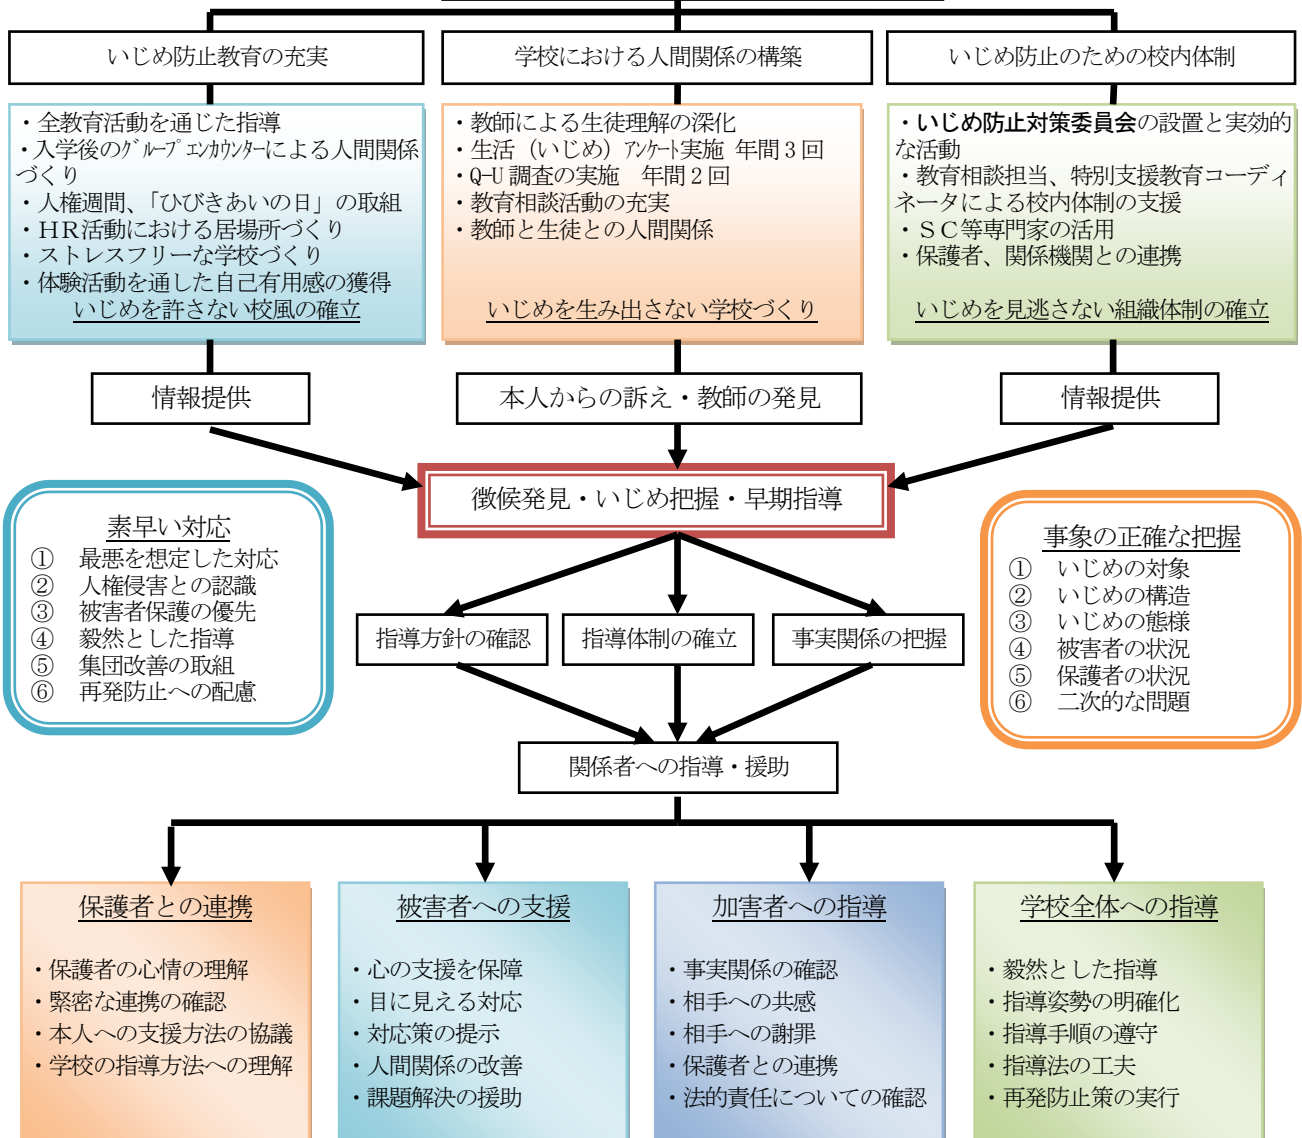 いじめ防止教育の充実
学校における人間関係の構築
いじめ防止のための校内体制
・全教育活動を通じた指導
・入学後のｸﾞﾙｰﾌﾟｴﾝｶｳﾝﾀｰによる人間関係
づくり
・人権週間、「ひびきあいの日」の取組
・ＨＲ活動における居場所づくり
・ストレスフリーな学校づくり
・体験活動を通した自己有用感の獲得
いじめを許さない校風の確立
・教師による生徒理解の深化
・生活（いじめ）ｱﾝｹｰﾄ実施 年間３回
・Q-U 調査の実施　年間２回
・教育相談活動の充実
・教師と生徒との人間関係
いじめを生み出さない学校づくり
・いじめ防止対策委員会の設置と実効的
な活動
・教育相談担当、特別支援教育コーディ
ネータによる校内体制の支援
・ＳＣ等専門家の活用
・保護者、関係機関との連携
いじめを見逃さない組織体制の確立
情報提供
本人からの訴え・教師の発見
情報提供
徴候発見・いじめ把握・早期指導
素早い対応
①　最悪を想定した対応
②　人権侵害との認識
③　被害者保護の優先
④　毅然とした指導
⑤　集団改善の取組
⑥　再発防止への配慮
事象の正確な把握
①　いじめの対象
②　いじめの構造
③　いじめの態様
④　被害者の状況
⑤　保護者の状況
⑥　二次的な問題
指導方針の確認
指導体制の確立
事実関係の把握
関係者への指導・援助
保護者との連携
・保護者の心情の理解
・緊密な連携の確認
・本人への支援方法の協議
・学校の指導方法への理解
被害者への支援
・心の支援を保障
・目に見える対応
・対応策の提示
・人間関係の改善
・課題解決の援助
加害者への指導
・事実関係の確認
・相手への共感
・相手への謝罪
・保護者との連携
・法的責任についての確認
学校全体への指導
・毅然とした指導
・指導姿勢の明確化
・指導手順の遵守
・指導法の工夫
・再発防止策の実行